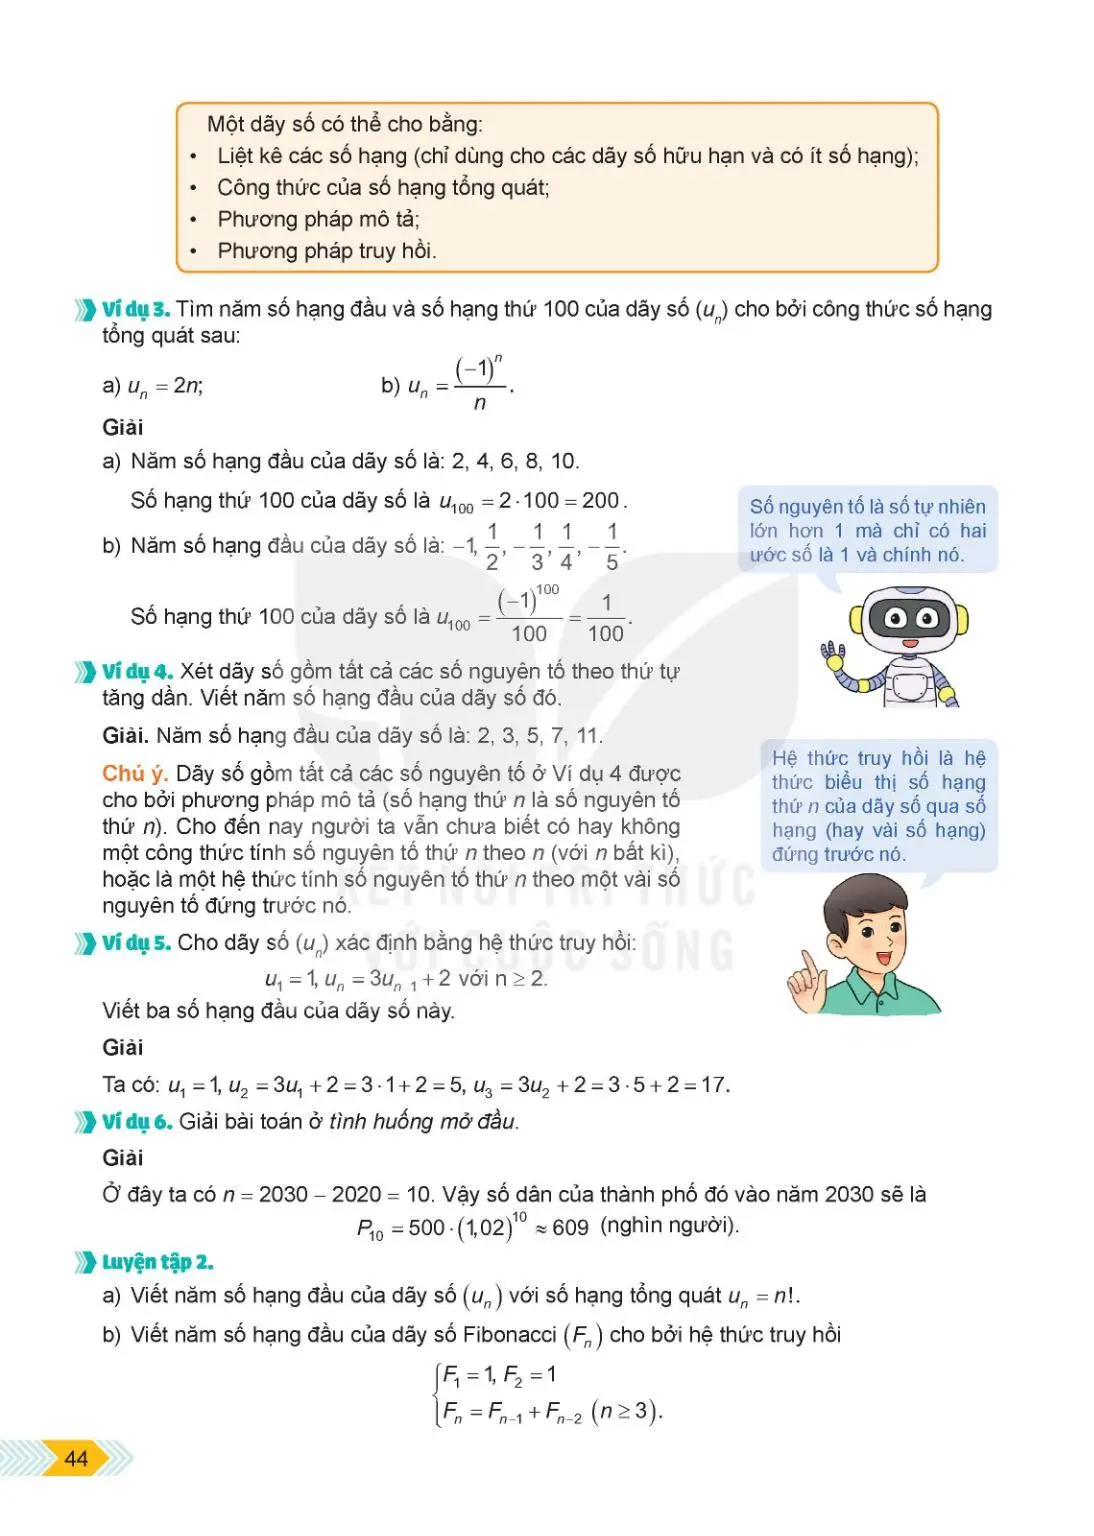 Một dãy số có thể cho bằng:
• Liệt kê các số hạng (chỉ dùng cho các dãy số hữu hạn và có ít số hạng);
• Công thức của số hạng tổng quát;
• Phương pháp mô tả;
• Phương pháp truy hồi.
Ví dụ 3. Tìm năm số hạng đầu và số hạng thứ 100 của dãy số (uₙ) cho bởi công thức số hạng
tổng quát sau:
a) uₙ = 2n; b) uₙ = (−1)ⁿ/n.
Giải
a) Năm số hạng đầu của dãy số là: 2, 4, 6, 8, 10.
Số hạng thứ 100 của dãy số là u₁₀₀ = 2·100 = 200.
b) Năm số hạng đầu của dãy số là: −1, 1/2, −1/3, 1/4, −1/5.
Số hạng thứ 100 của dãy số là u₁₀₀ = (−1)¹⁰⁰/100 = 1/100.
Số nguyên tố là số tự nhiên
lớn hơn 1 mà chỉ có hai
ước số là 1 và chính nó.
Ví dụ 4. Xét dãy số gồm tất cả các số nguyên tố theo thứ tự
tăng dần. Viết năm số hạng đầu của dãy số đó.
Giải. Năm số hạng đầu của dãy số là: 2, 3, 5, 7, 11.
Chú ý. Dãy số gồm tất cả các số nguyên tố ở Ví dụ 4 được
cho bởi phương pháp mô tả (số hạng thứ n là số nguyên tố
thứ n). Cho đến nay người ta vẫn chưa biết có hay không
một công thức tính số nguyên tố thứ n theo n (với n bất kì),
hoặc là một hệ thức tính số nguyên tố thứ n theo một vài số
nguyên tố đứng trước nó.
Hệ thức truy hồi là hệ
thức biểu thị số hạng
thứ n của dãy số qua số
hạng (hay vài số hạng)
đứng trước nó.
KẾT NỐI TRI THỨC
VỚI CUỘC SỐNG
Ví dụ 5. Cho dãy số (uₙ) xác định bằng hệ thức truy hồi:
u₁ = 1, uₙ = 3uₙ ₁ + 2 với n ≥ 2.
Viết ba số hạng đầu của dãy số này.
Giải
Ta có: u₁ = 1, u₂ = 3u₁ + 2 = 3·1 + 2 = 5, u₃ = 3u₂ + 2 = 3·5 + 2 = 17.
Ví dụ 6. Giải bài toán ở tình huống mở đầu.
Giải
Ở đây ta có n = 2030 − 2020 = 10. Vậy số dân của thành phố đó vào năm 2030 sẽ là
P₁₀ = 500·(1,02)¹⁰ ≈ 609 (nghìn người).
Luyện tập 2.
a) Viết năm số hạng đầu của dãy số (uₙ) với số hạng tổng quát uₙ = n!.
b) Viết năm số hạng đầu của dãy số Fibonacci (Fₙ) cho bởi hệ thức truy hồi
F₁ = 1, F₂ = 1
Fₙ = Fₙ₋₁ + Fₙ₋₂ (n ≥ 3).
44